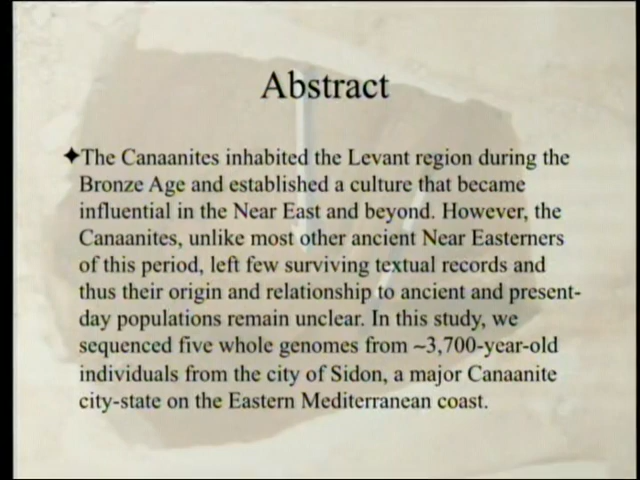 Abstract
✦The Canaanites inhabited the Levant region during the
Bronze Age and established a culture that became
influential in the Near East and beyond. However, the
Canaanites, unlike most other ancient Near Easterners
of this period, left few surviving textual records and
thus their origin and relationship to ancient and present-
day populations remain unclear. In this study, we
sequenced five whole genomes from ~3,700-year-old
individuals from the city of Sidon, a major Canaanite
city-state on the Eastern Mediterranean coast.